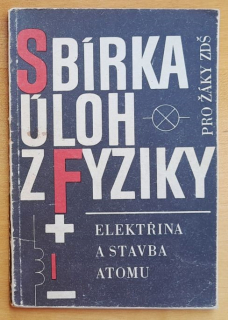 SBÍRKA
ÚLOH
Z FYZIKY
PRO ŽÁKY ZDŠ
ELEKTŘINA
A STAVBA
ATOMU